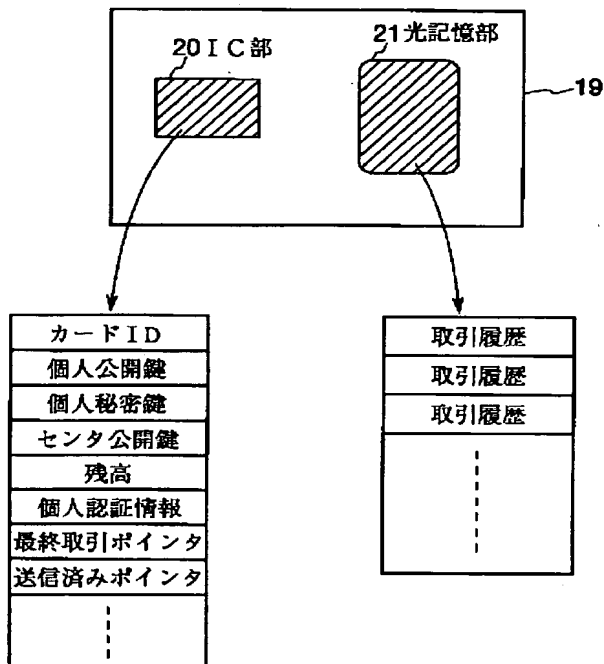 20 IC部
21光記憶部
19
カードID
個人公開鍵
個人秘密鍵
センタ公開鍵
残高
個人認証情報
最終取引ポインタ
送信済みポインタ
取引履歴
取引履歴
取引履歴